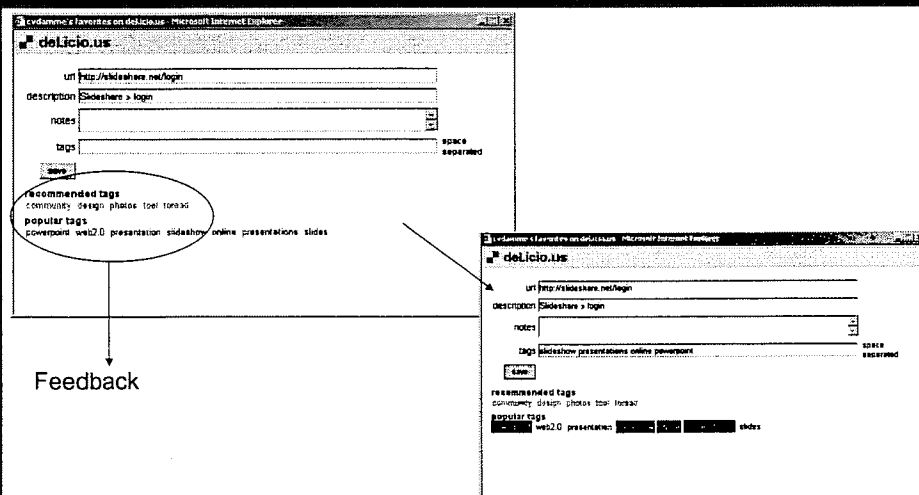 cvdamme's favorites on del.icio.us - Microsoft Internet Explorer
del.icio.us
url http://slideshare.net/login
description Slideshare > login
notes
tags space separated
save
recommended tags
community design photos tool toread
popular tags
powerpoint web2.0 presentation slideshow online presentations slides
Feedback
cvdamme's favorites on del.icio.us - Microsoft Internet Explorer
del.icio.us
url http://slideshare.net/login
description Slideshare > login
notes
tags slideshow presentations online powerpoint space separated
save
recommended tags
community design photos tool toread
popular tags
web2.0 presentation slides